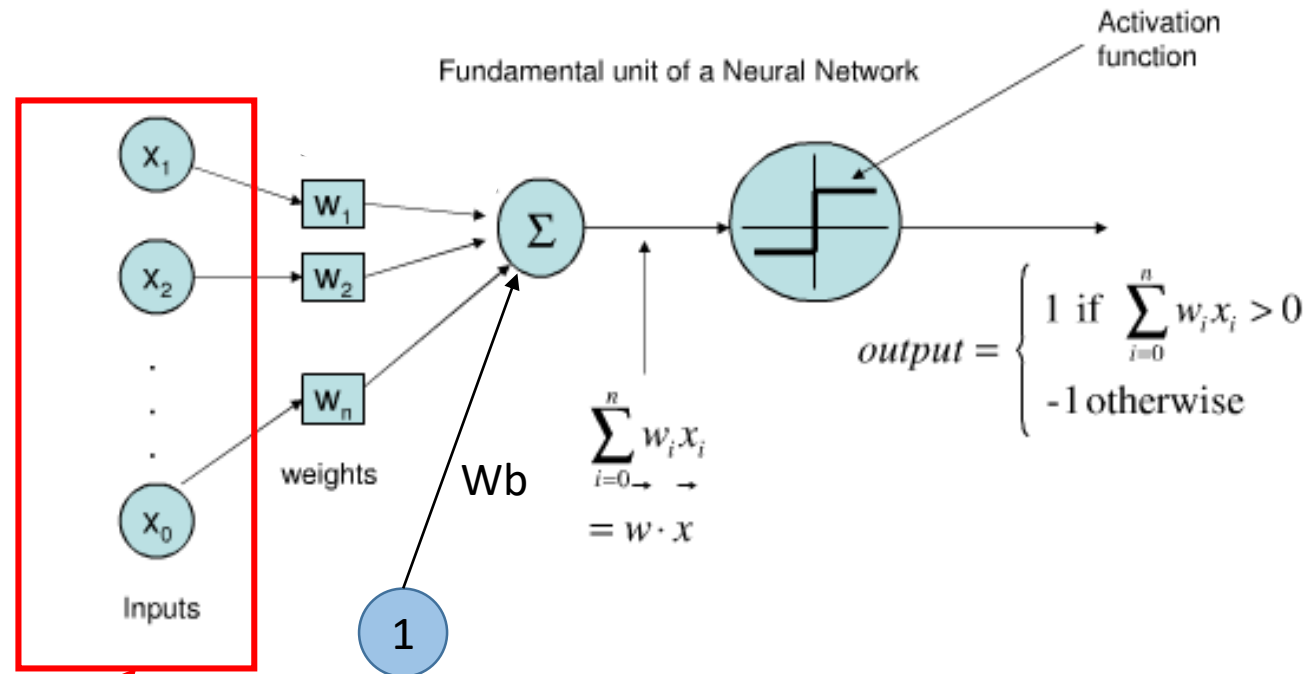 Activation
function
Fundamental unit of a Neural Network
x₁
w₁
x₂
w₂
Σ
.
.
.
wₙ
x₀
weights
Inputs
Wb
1
n
∑ wᵢxᵢ
i=0
= w⃗ · x⃗
output = { 1 if ∑ⁿᵢ₌₀ wᵢxᵢ > 0
-1 otherwise